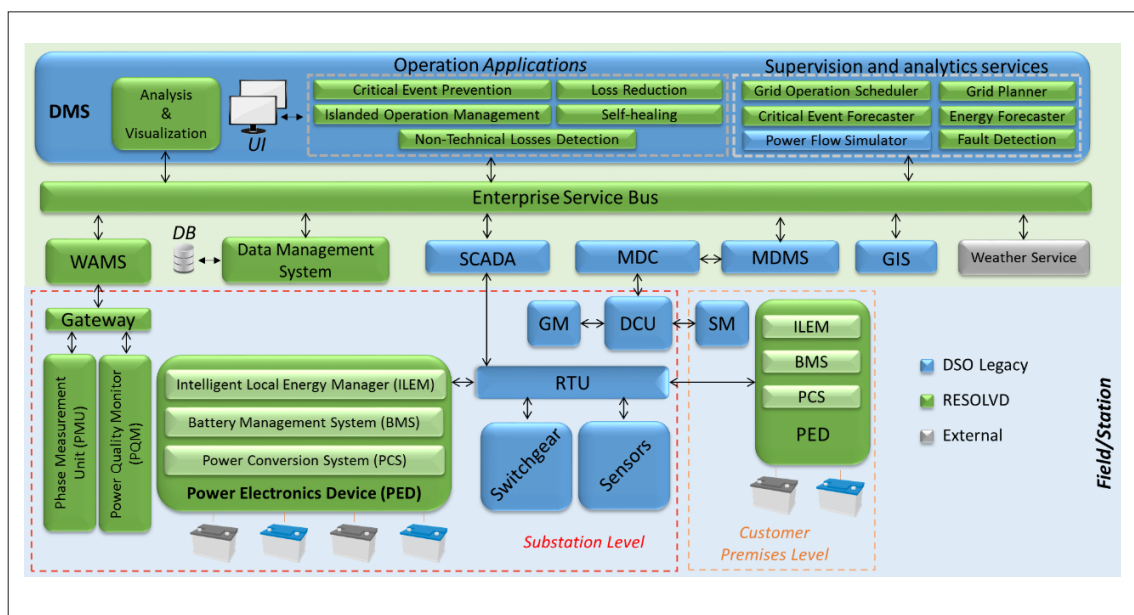 Operation Applications
Supervision and analytics services
DMS
Analysis
&
Visualization
UI
Critical Event Prevention
Loss Reduction
Islanded Operation Management
Self-healing
Non-Technical Losses Detection
Grid Operation Scheduler
Grid Planner
Critical Event Forecaster
Energy Forecaster
Power Flow Simulator
Fault Detection
Enterprise Service Bus
WAMS
DB
Data Management
System
SCADA
MDC
MDMS
GIS
Weather Service
Gateway
GM
DCU
SM
Phase Measurement
Unit (PMU)
Power Quality Monitor
(PQM)
Intelligent Local Energy Manager (ILEM)
Battery Management System (BMS)
Power Conversion System (PCS)
Power Electronics Device (PED)
RTU
Switchgear
Sensors
ILEM
BMS
PCS
PED
DSO Legacy
RESOLVD
External
Field/Station
Substation Level
Customer
Premises Level